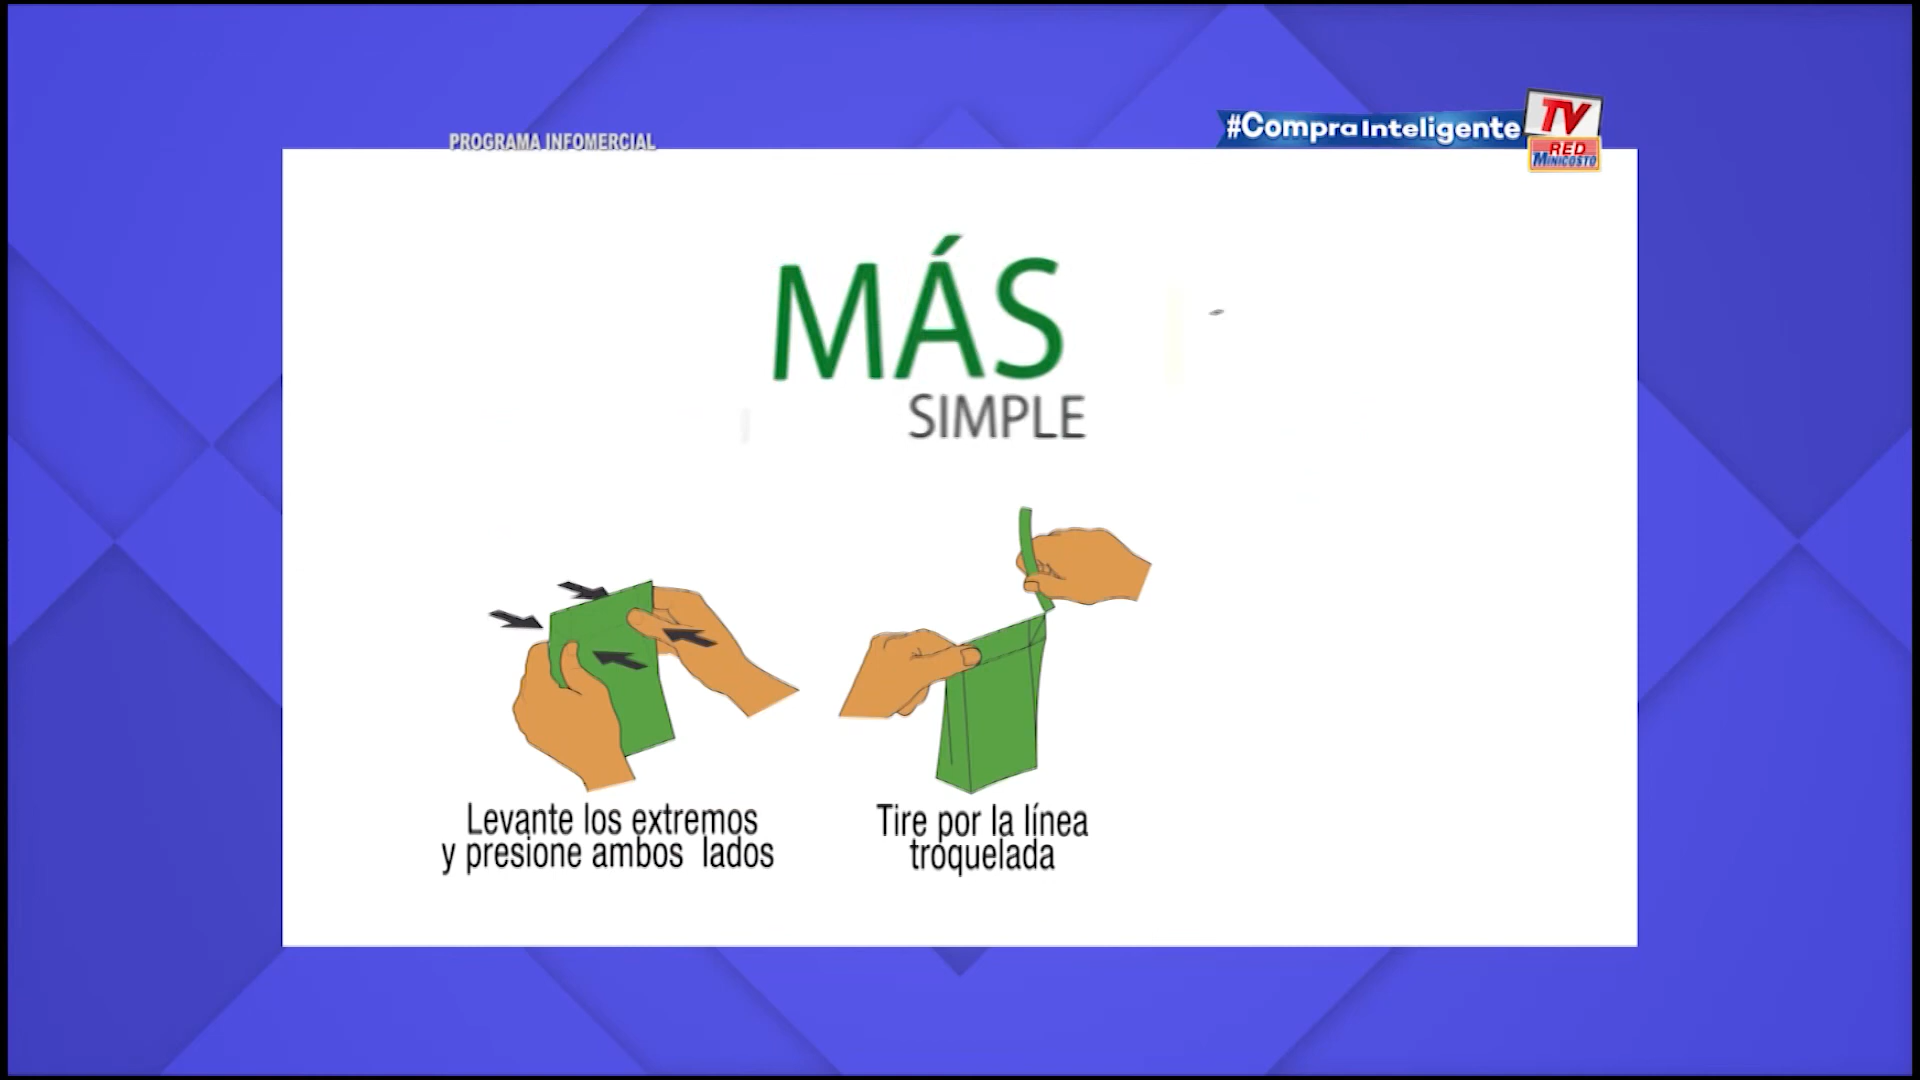 PROGRAMA INFOMERCIAL
#CompraInteligente
TV
RED
MINICOSTO
MÁS
SIMPLE
Levante los extremos
y presione ambos lados
Tire por la línea
troquelada